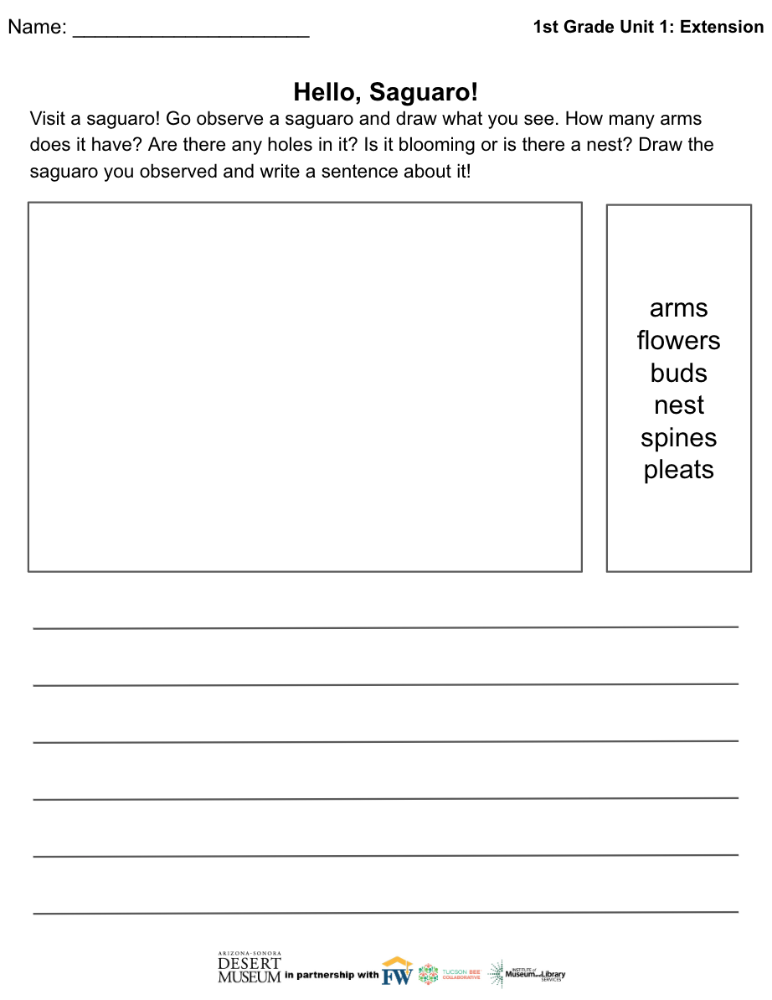 Name: _____________________
1st Grade Unit 1: Extension
Hello, Saguaro!
Visit a saguaro! Go observe a saguaro and draw what you see. How many arms
does it have? Are there any holes in it? Is it blooming or is there a nest? Draw the
saguaro you observed and write a sentence about it!
arms
flowers
buds
nest
spines
pleats
ARIZONA-SONORA
DESERT
MUSEUM
in partnership with
FW
TUCSON BEE
COLLABORATIVE
INSTITUTE of
Museum and Library
SERVICES